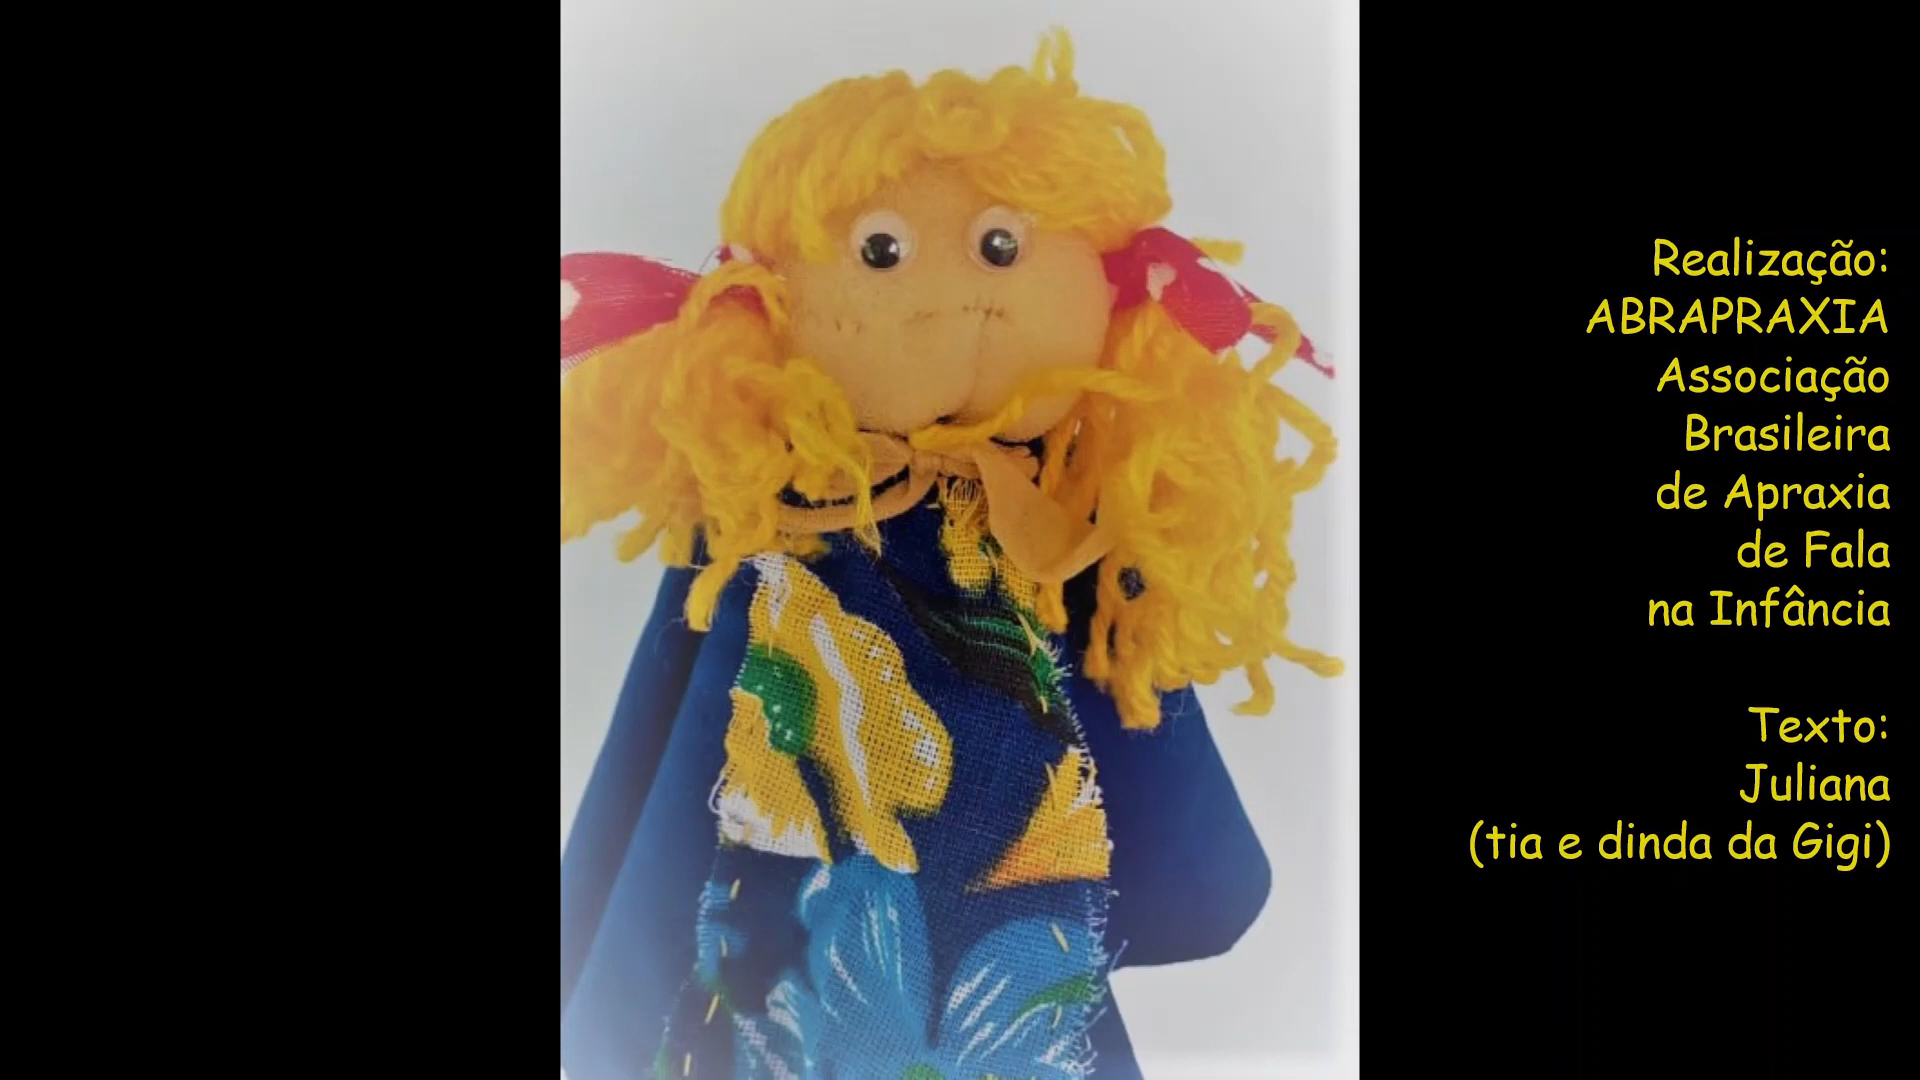 Realização:
ABRAPRAXIA
Associação
Brasileira
de Apraxia
de Fala
na Infância
Texto:
Juliana
(tia e dinda da Gigi)